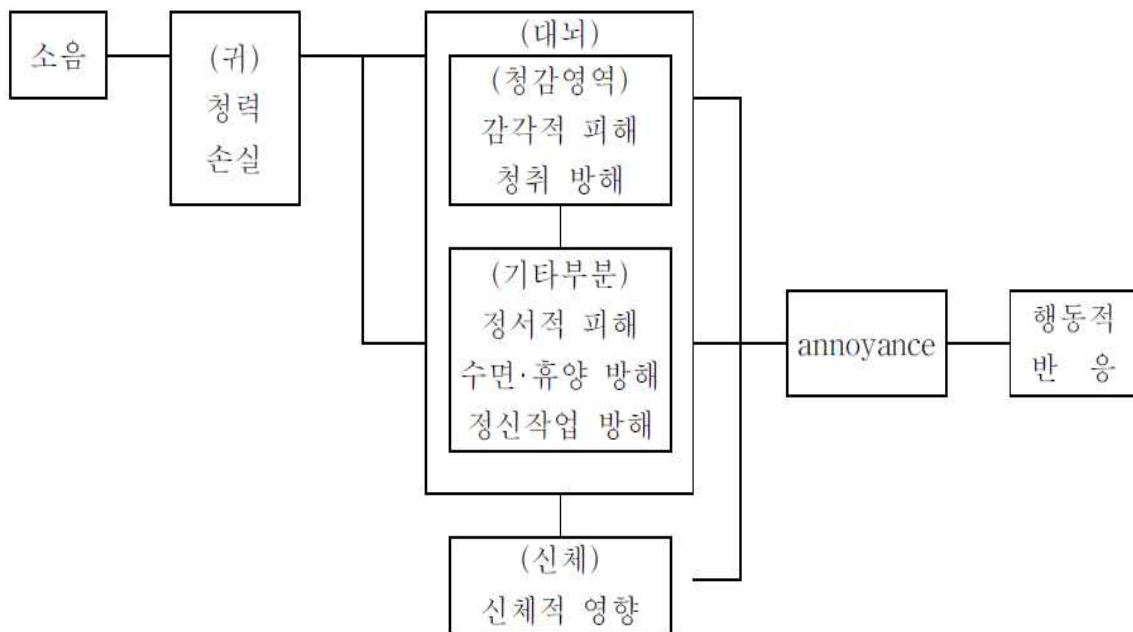 소음
(귀)
청력
손실
(대뇌)
(청감영역)
감각적 피해
청취 방해
(기타부분)
정서적 피해
수면·휴양 방해
정신작업 방해
(신체)
신체적 영향
annoyance
행동적
반 응